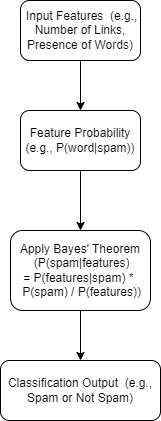 Input Features (e.g.,
Number of Links,
Presence of Words)
Feature Probability
(e.g., P(word|spam))
Apply Bayes' Theorem
(P(spam|features)
= P(features|spam) *
P(spam) / P(features))
Classification Output (e.g.,
Spam or Not Spam)